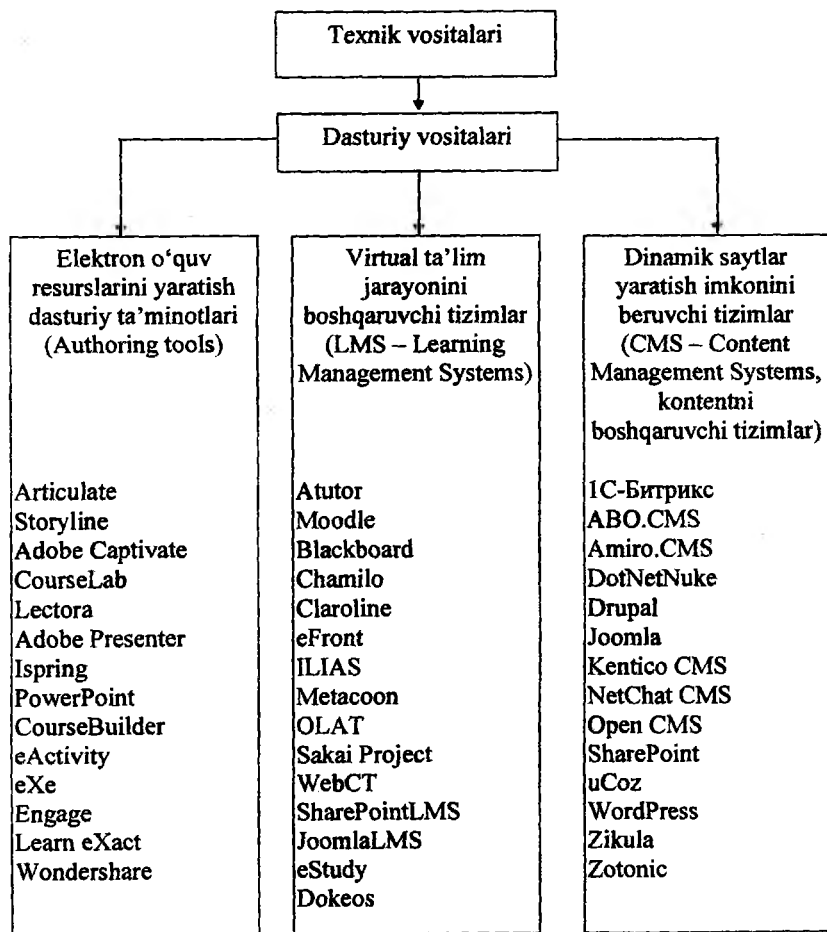 Texnik vositalari
Dasturiy vositalari
Elektron o‘quv
resurslarini yaratish
dasturiy ta’minotlari
(Authoring tools)
Articulate
Storyline
Adobe Captivate
CourseLab
Lectora
Adobe Presenter
Ispring
PowerPoint
CourseBuilder
eActivity
eXe
Engage
Learn eXact
Wondershare
Virtual ta’lim
jarayonini
boshqaruvchi tizimlar
(LMS – Learning
Management Systems)
Atutor
Moodle
Blackboard
Chamilo
Claroline
eFront
ILIAS
Metacoon
OLAT
Sakai Project
WebCT
SharePointLMS
JoomlaLMS
eStudy
Dokeos
Dinamik saytlar
yaratish imkonini
beruvchi tizimlar
(CMS – Content
Management Systems,
kontentni
boshqaruvchi tizimlar)
1С-Битрикс
ABO.CMS
Amiro.CMS
DotNetNuke
Drupal
Joomla
Kentico CMS
NetChat CMS
Open CMS
SharePoint
uCoz
WordPress
Zikula
Zotonic